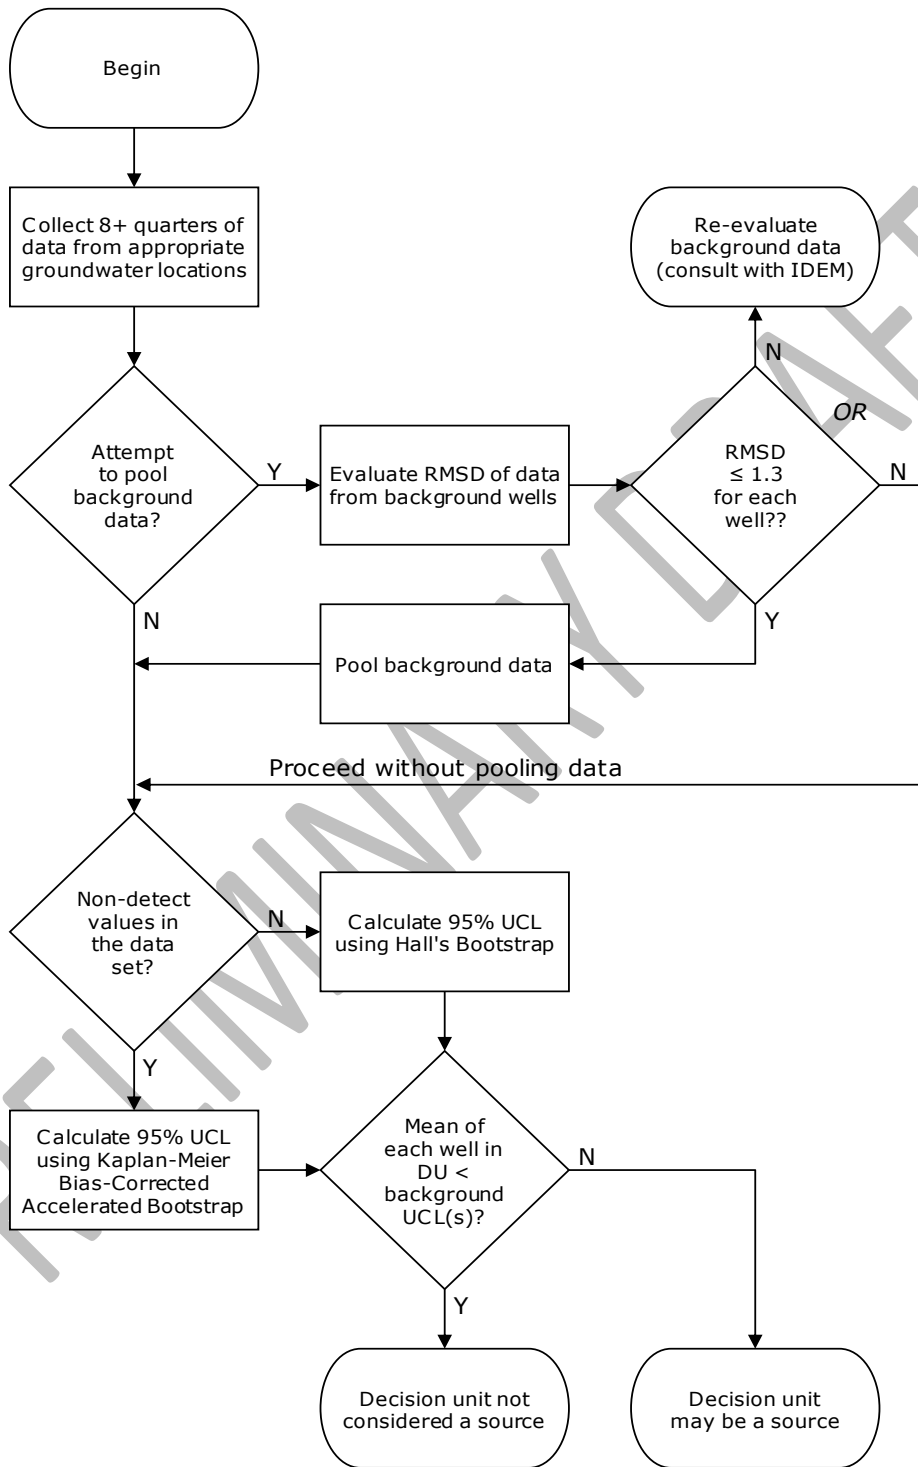 Begin
Collect 8+ quarters of
data from appropriate
groundwater locations
Re-evaluate
background data
(consult with IDEM)
N
OR
Attempt
to pool
background
data?
Y
Evaluate RMSD of data
from background wells
RMSD
≤ 1.3
for each
well??
N
N
Y
Pool background data
Proceed without pooling data
Non-detect
values in
the data
set?
N
Calculate 95% UCL
using Hall's Bootstrap
Y
Calculate 95% UCL
using Kaplan-Meier
Bias-Corrected
Accelerated Bootstrap
Mean of
each well in
DU <
background
UCL(s)?
N
Y
Decision unit not
considered a source
Decision unit
may be a source
RELIMINARY DRAFT